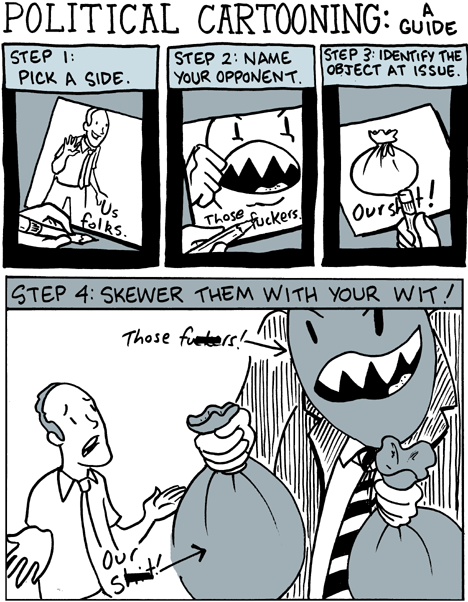 POLITICAL CARTOONING: A GUIDE
STEP 1:
PICK A SIDE.
STEP 2: NAME
YOUR OPPONENT.
STEP 3: IDENTIFY THE
OBJECT AT ISSUE.
Us
folks.
Those fuckers.
Our sh t!
STEP 4: SKEWER THEM WITH YOUR WIT!
Those fuckers!
Our
shit!